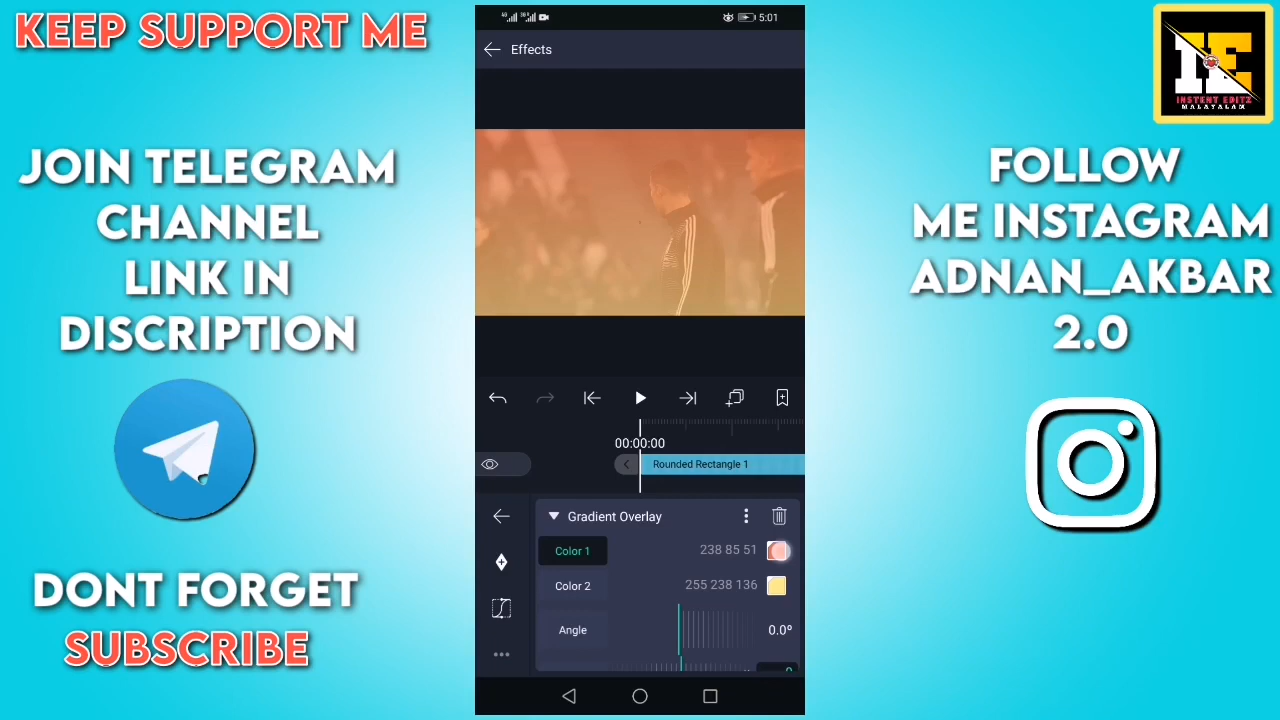 KEEP SUPPORT ME
JOIN TELEGRAM
CHANNEL
LINK IN
DISCRIPTION
DONT FORGET
SUBSCRIBE
5:01
Effects
00:00:00
Rounded Rectangle 1
Gradient Overlay
Color 1 238 85 51
Color 2 255 238 136
Angle 0.0°
IE
INSTENT EDITZ
MALAYALAM
FOLLOW
ME INSTAGRAM
ADNAN_AKBAR
2.0